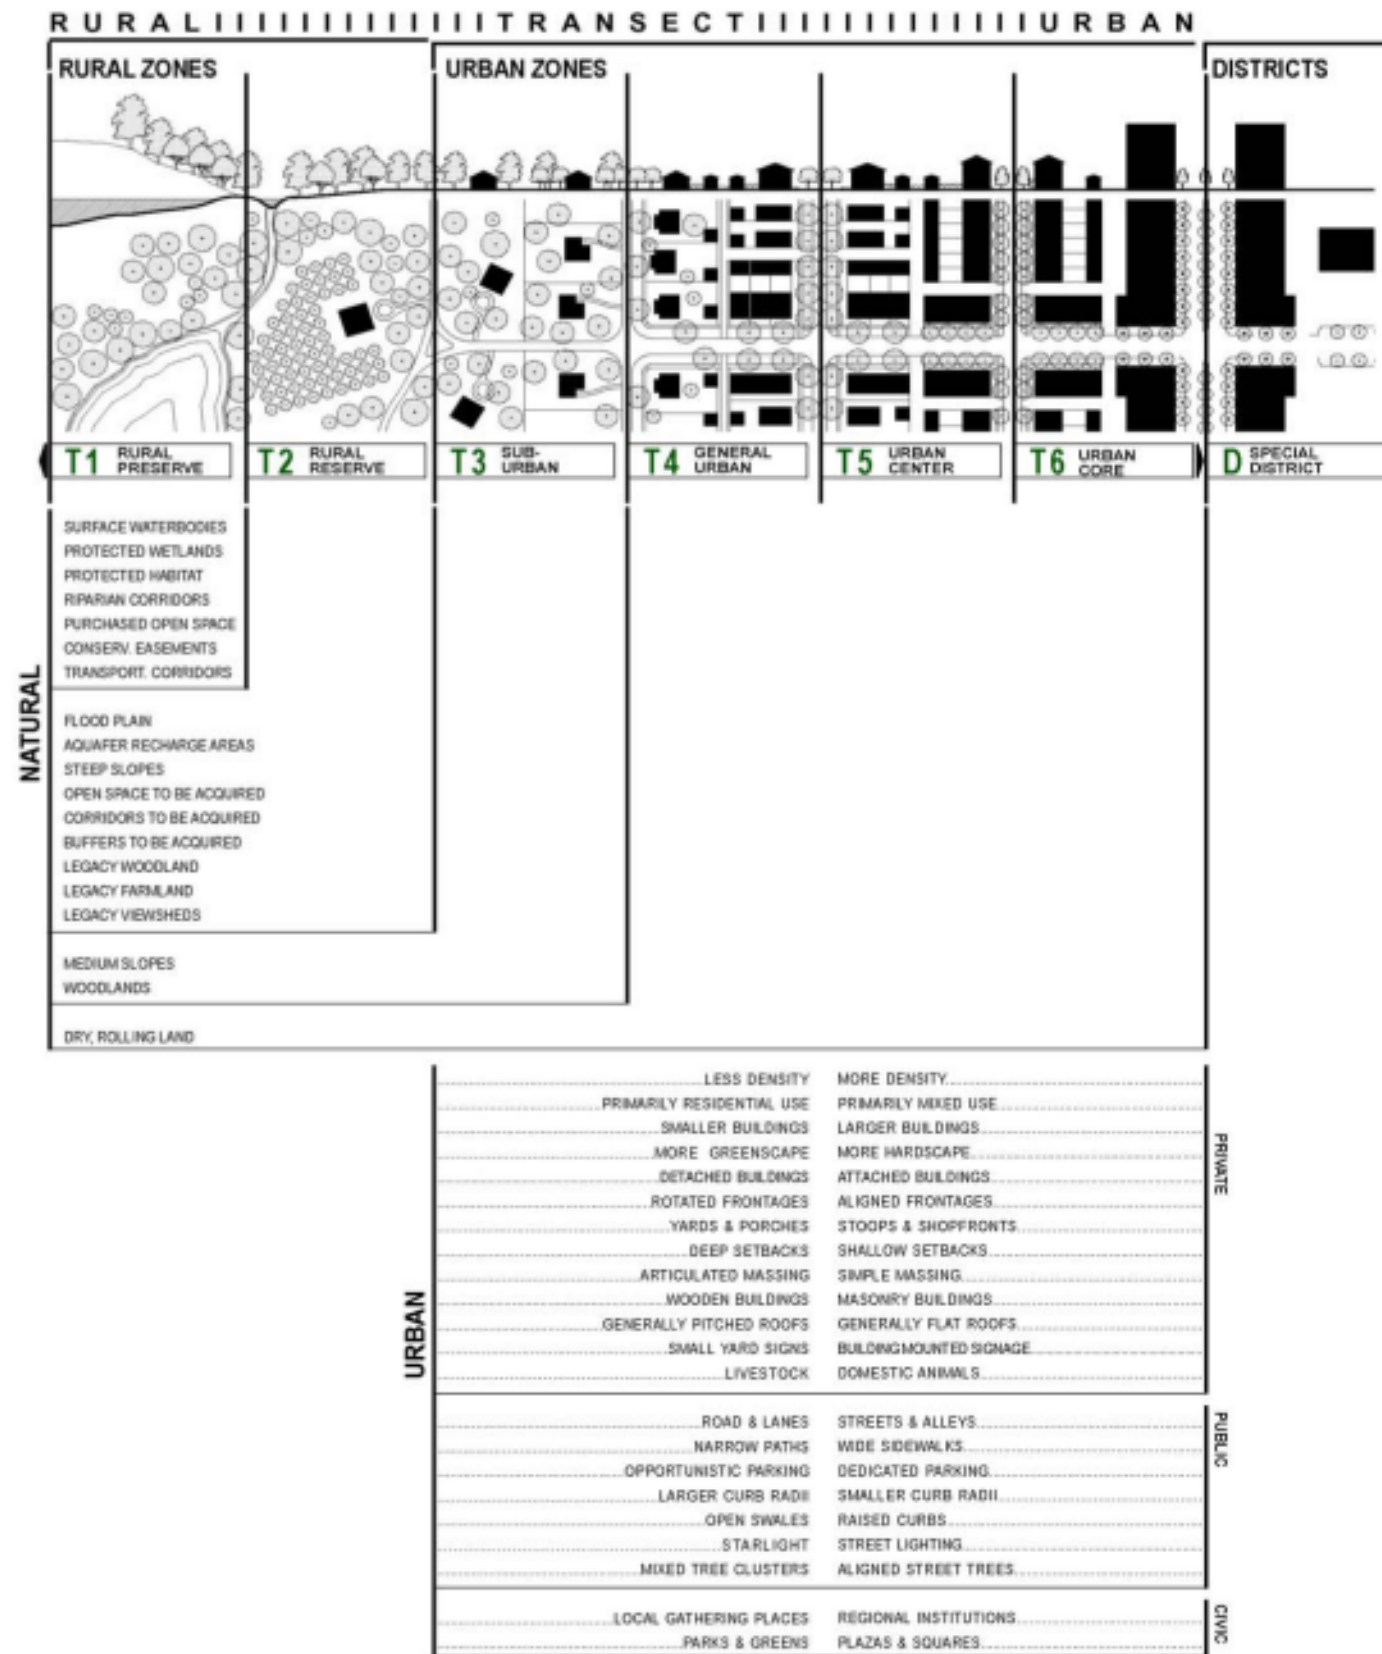 RURAL IIIIIIIIIIIIII TRANSECT IIIIIIIIIIIII URBAN
RURAL ZONES
URBAN ZONES
DISTRICTS
T1 RURAL PRESERVE
T2 RURAL RESERVE
T3 SUB-URBAN
T4 GENERAL URBAN
T5 URBAN CENTER
T6 URBAN CORE
D SPECIAL DISTRICT
NATURAL
SURFACE WATERBODIES
PROTECTED WETLANDS
PROTECTED HABITAT
RIPARIAN CORRIDORS
PURCHASED OPEN SPACE
CONSERV. EASEMENTS
TRANSPORT. CORRIDORS
FLOOD PLAIN
AQUAFER RECHARGE AREAS
STEEP SLOPES
OPEN SPACE TO BE ACQUIRED
CORRIDORS TO BE ACQUIRED
BUFFERS TO BE ACQUIRED
LEGACY WOODLAND
LEGACY FARMLAND
LEGACY VIEWSHEDS
MEDIUM SLOPES
WOODLANDS
DRY, ROLLING LAND
URBAN
PRIVATE
LESS DENSITY MORE DENSITY
PRIMARILY RESIDENTIAL USE PRIMARILY MIXED USE
SMALLER BUILDINGS LARGER BUILDINGS
MORE GREENSCAPE MORE HARDSCAPE
DETACHED BUILDINGS ATTACHED BUILDINGS
ROTATED FRONTAGES ALIGNED FRONTAGES
YARDS & PORCHES STOOPS & SHOPFRONTS
DEEP SETBACKS SHALLOW SETBACKS
ARTICULATED MASSING SIMPLE MASSING
WOODEN BUILDINGS MASONRY BUILDINGS
GENERALLY PITCHED ROOFS GENERALLY FLAT ROOFS
SMALL YARD SIGNS BUILDING MOUNTED SIGNAGE
LIVESTOCK DOMESTIC ANIMALS
PUBLIC
ROAD & LANES STREETS & ALLEYS
NARROW PATHS WIDE SIDEWALKS
OPPORTUNISTIC PARKING DEDICATED PARKING
LARGER CURB RADII SMALLER CURB RADII
OPEN SWALES RAISED CURBS
STARLIGHT STREET LIGHTING
MIXED TREE CLUSTERS ALIGNED STREET TREES
CIVIC
LOCAL GATHERING PLACES REGIONAL INSTITUTIONS
PARKS & GREENS PLAZAS & SQUARES